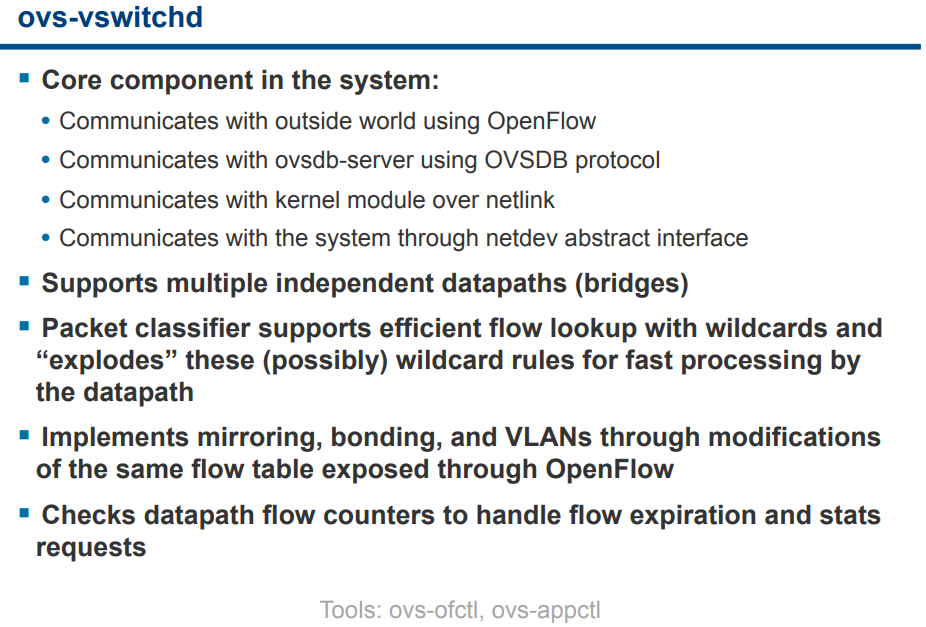 ovs-vswitchd
▪ Core component in the system:
• Communicates with outside world using OpenFlow
• Communicates with ovsdb-server using OVSDB protocol
• Communicates with kernel module over netlink
• Communicates with the system through netdev abstract interface
▪ Supports multiple independent datapaths (bridges)
▪ Packet classifier supports efficient flow lookup with wildcards and
“explodes” these (possibly) wildcard rules for fast processing by
the datapath
▪ Implements mirroring, bonding, and VLANs through modifications
of the same flow table exposed through OpenFlow
▪ Checks datapath flow counters to handle flow expiration and stats
requests
Tools: ovs-ofctl, ovs-appctl